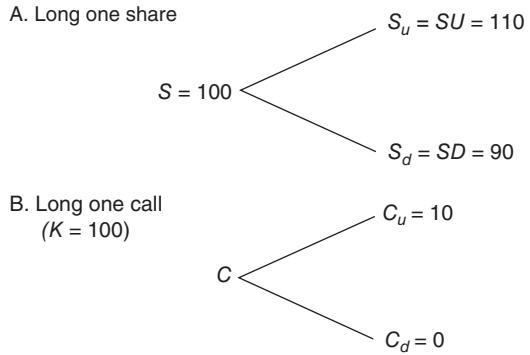 A. Long one share
S_u = SU = 110
S = 100
S_d = SD = 90
B. Long one call
(K = 100)
C_u = 10
C
C_d = 0